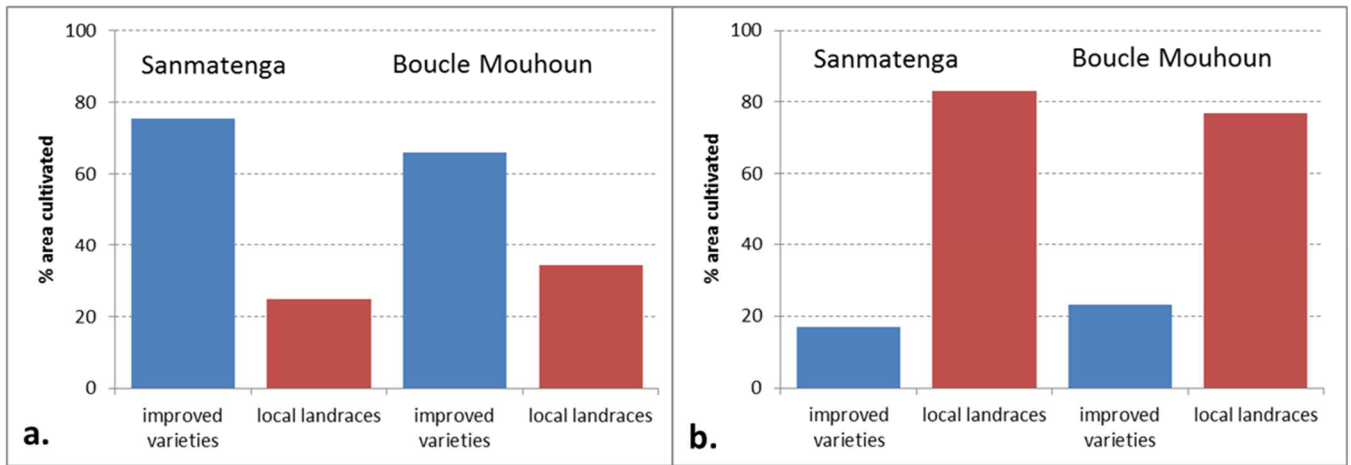 100
80
60
40
20
0
% area cultivated
Sanmatenga
Boucle Mouhoun
improved
varieties
local landraces
improved
varieties
local landraces
a.
100
80
60
40
20
0
% area cultivated
Sanmatenga
Boucle Mouhoun
improved
varieties
local landraces
improved
varieties
local landraces
b.